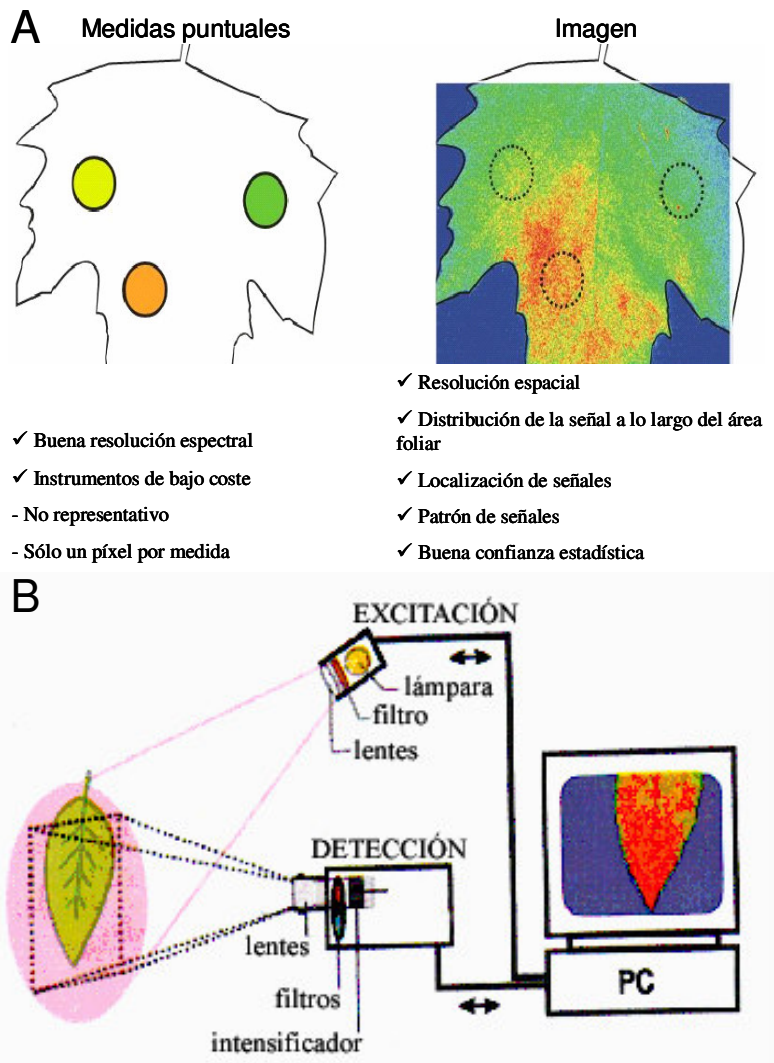 A
Medidas puntuales
✓ Buena resolución espectral
✓ Instrumentos de bajo coste
- No representativo
- Sólo un píxel por medida
Imagen
✓ Resolución espacial
✓ Distribución de la señal a lo largo del área
foliar
✓ Localización de señales
✓ Patrón de señales
✓ Buena confianza estadística
B
EXCITACIÓN
lámpara
filtro
lentes
DETECCIÓN
lentes
filtros
intensificador
PC